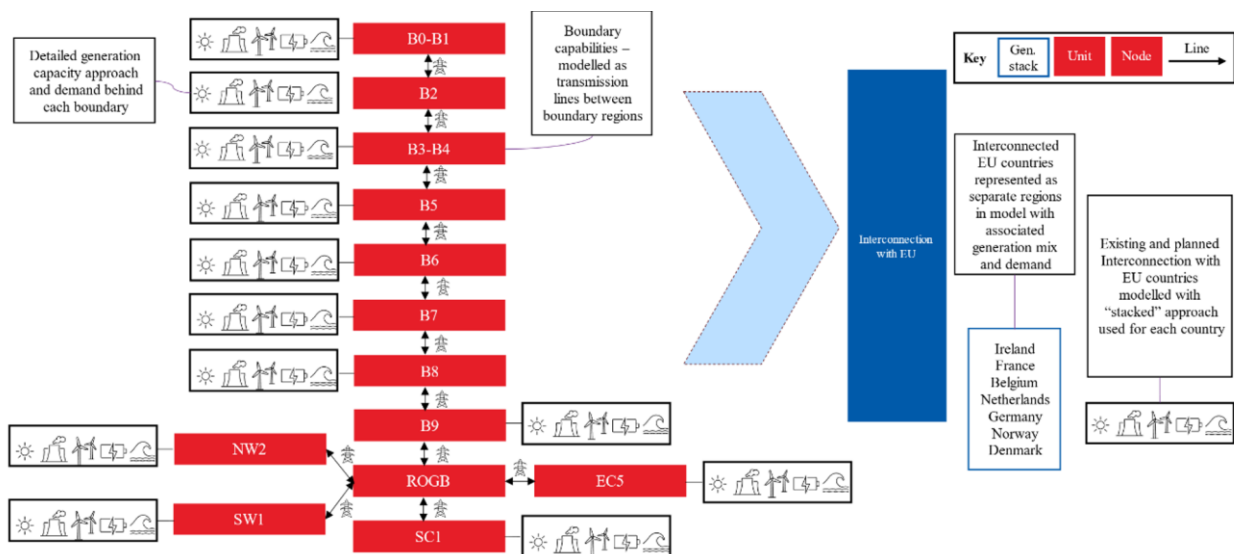 Detailed generation
capacity approach
and demand behind
each boundary
B0-B1
B2
B3-B4
B5
B6
B7
B8
B9
NW2
ROGB
EC5
SW1
SC1
Boundary
capabilities –
modelled as
transmission
lines between
boundary
regions
Interconnection
with EU
Key
Gen.
stack
Unit
Node
Line
Interconnected
EU countries
represented as
separate regions
in model with
associated
generation mix
and demand
Existing and planned
Interconnection with
EU countries
modelled with
“stacked” approach
used for each country
Ireland
France
Belgium
Netherlands
Germany
Norway
Denmark